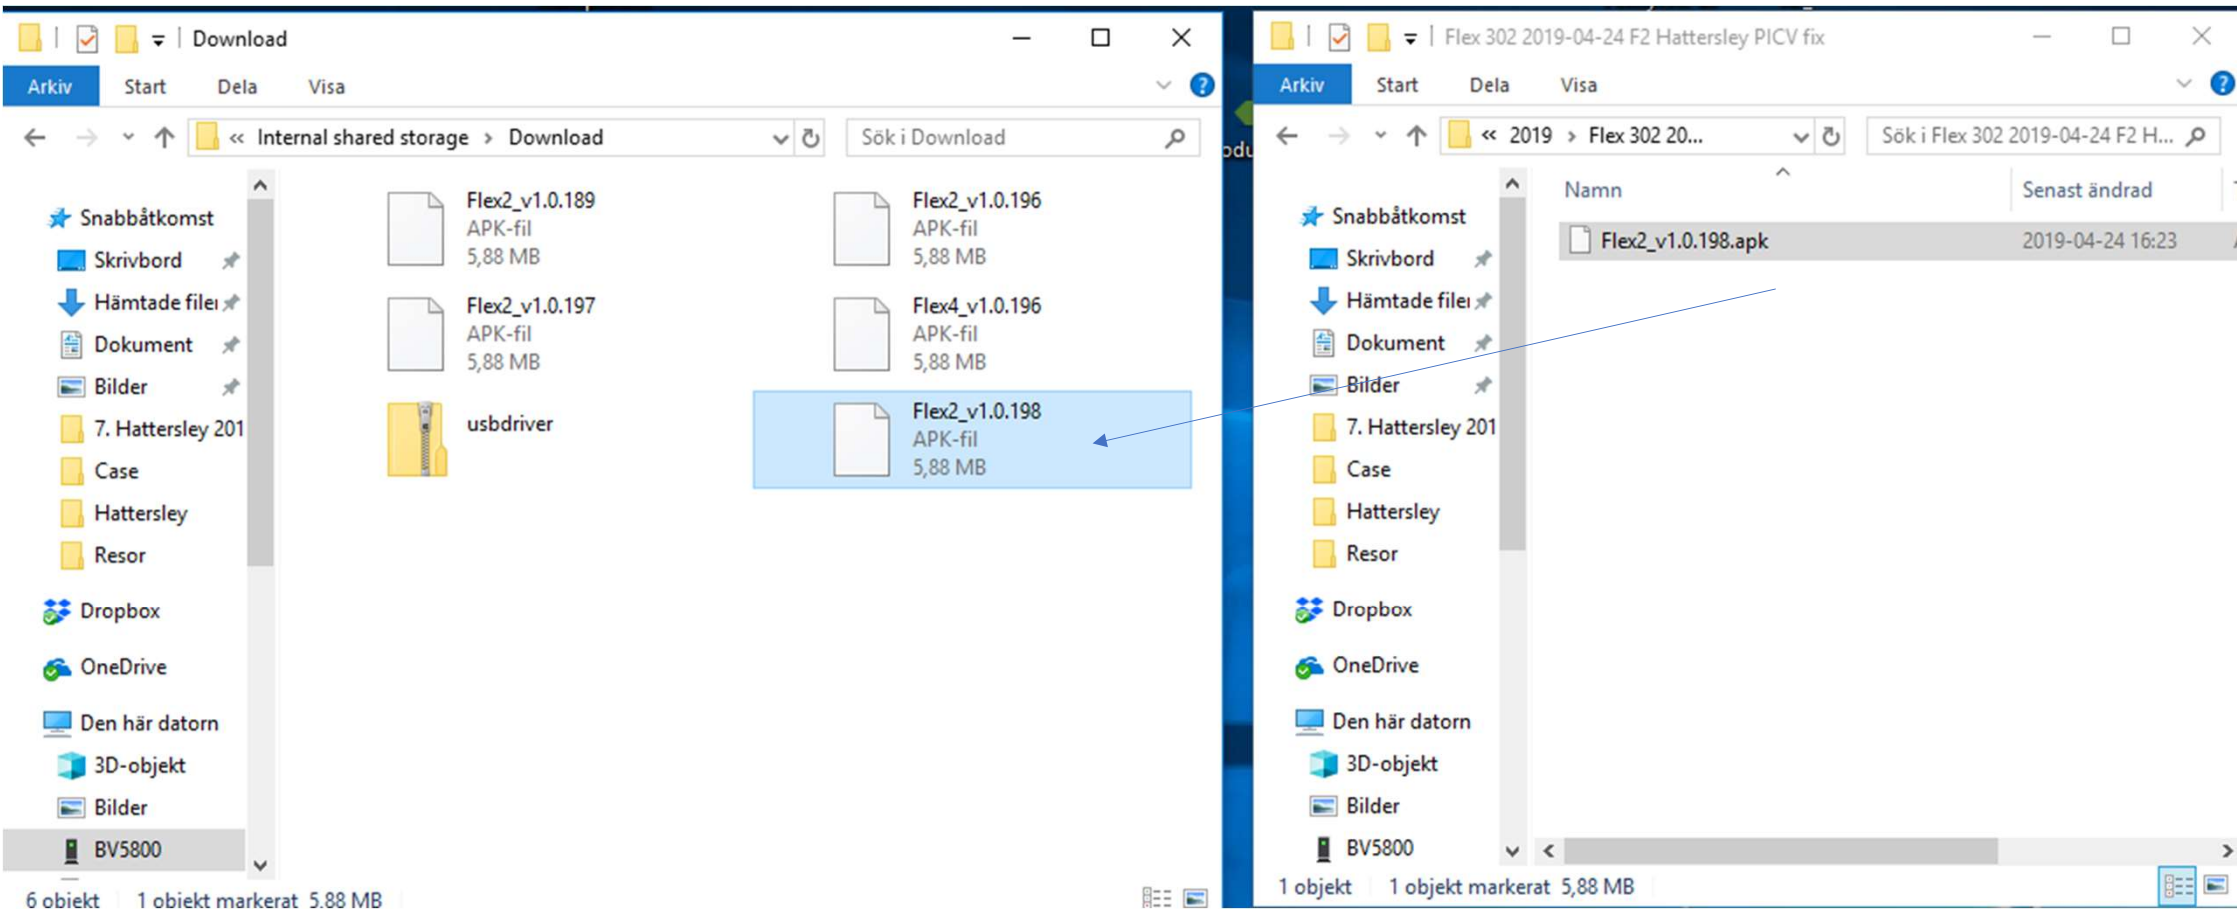 Download
Arkiv Start Dela Visa
« Internal shared storage > Download
Sök i Download
Snabbåtkomst
Skrivbord
Hämtade filer
Dokument
Bilder
7. Hattersley 201
Case
Hattersley
Resor
Dropbox
OneDrive
Den här datorn
3D-objekt
Bilder
BV5800
Flex2_v1.0.189
APK-fil
5,88 MB
Flex2_v1.0.196
APK-fil
5,88 MB
Flex2_v1.0.197
APK-fil
5,88 MB
Flex4_v1.0.196
APK-fil
5,88 MB
usbdriver
Flex2_v1.0.198
APK-fil
5,88 MB
6 objekt 1 objekt markerat 5,88 MB
odu
Flex 302 2019-04-24 F2 Hattersley PICV fix
Arkiv Start Dela Visa
« 2019 > Flex 302 20...
Sök i Flex 302 2019-04-24 F2 H...
Snabbåtkomst
Skrivbord
Hämtade filer
Dokument
Bilder
7. Hattersley 201
Case
Hattersley
Resor
Dropbox
OneDrive
Den här datorn
3D-objekt
Bilder
BV5800
Namn Senast ändrad
Flex2_v1.0.198.apk 2019-04-24 16:23
1 objekt 1 objekt markerat 5,88 MB